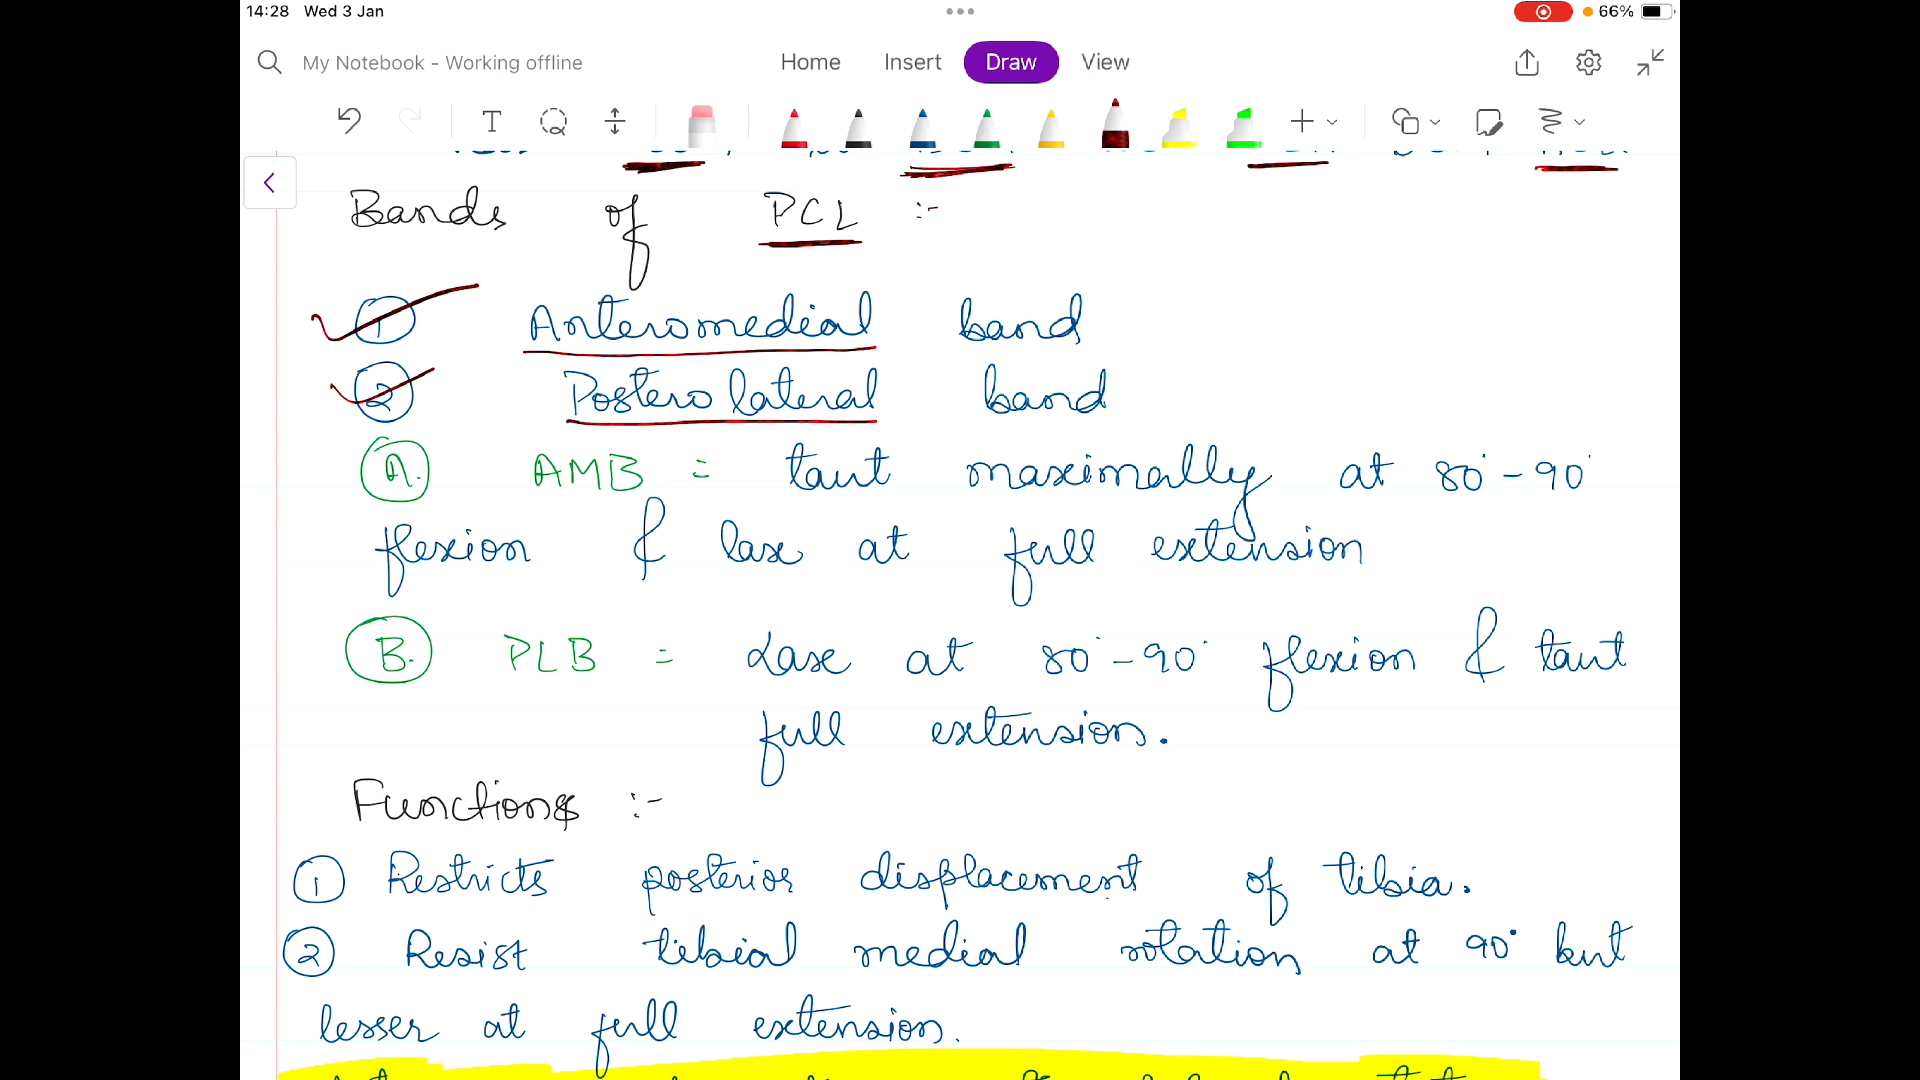 14:28 Wed 3 Jan
66%
My Notebook - Working offline
Home Insert Draw View
Bands of PCL :-
1 Anteromedial band
2 Posterolateral band
A. AMB = taut maximally at 80° - 90°
flexion & lax at full extension
B. PLB = Lax at 80° - 90° flexion & taut
full extension.
Functions :-
1 Restricts posterior displacement of tibia.
2 Resist tibial medial rotation at 90° but
lesser at full extension.